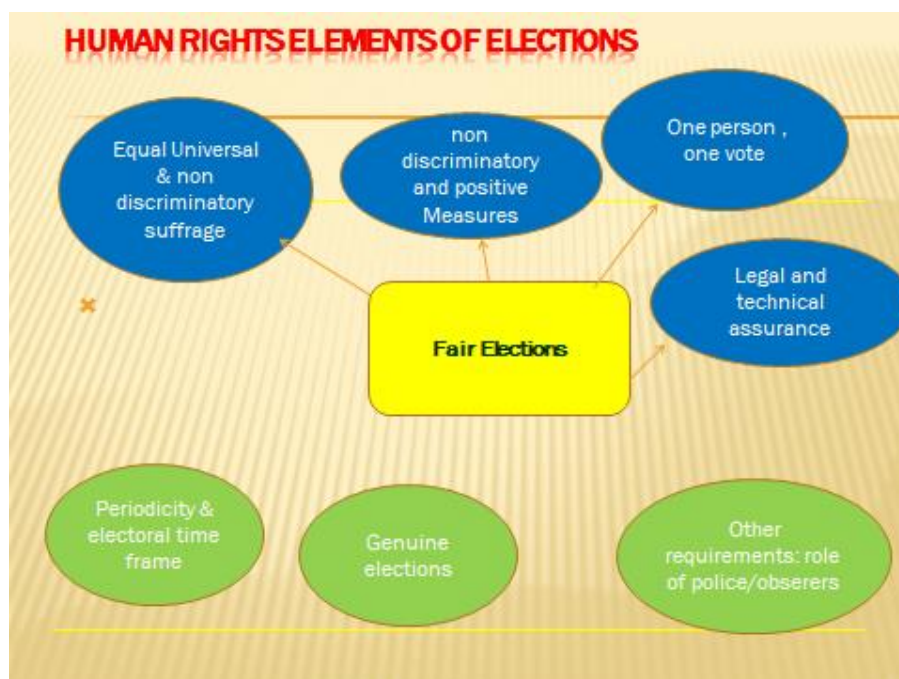 HUMAN RIGHTS ELEMENTS OF ELECTIONS
Equal Universal
& non
discriminatory
suffrage
non
discriminatory
and positive
Measures
One person ,
one vote
Legal and
technical
assurance
Fair Elections
Periodicity &
electoral time
frame
Genuine
elections
Other
requirements: role
of police/obserers